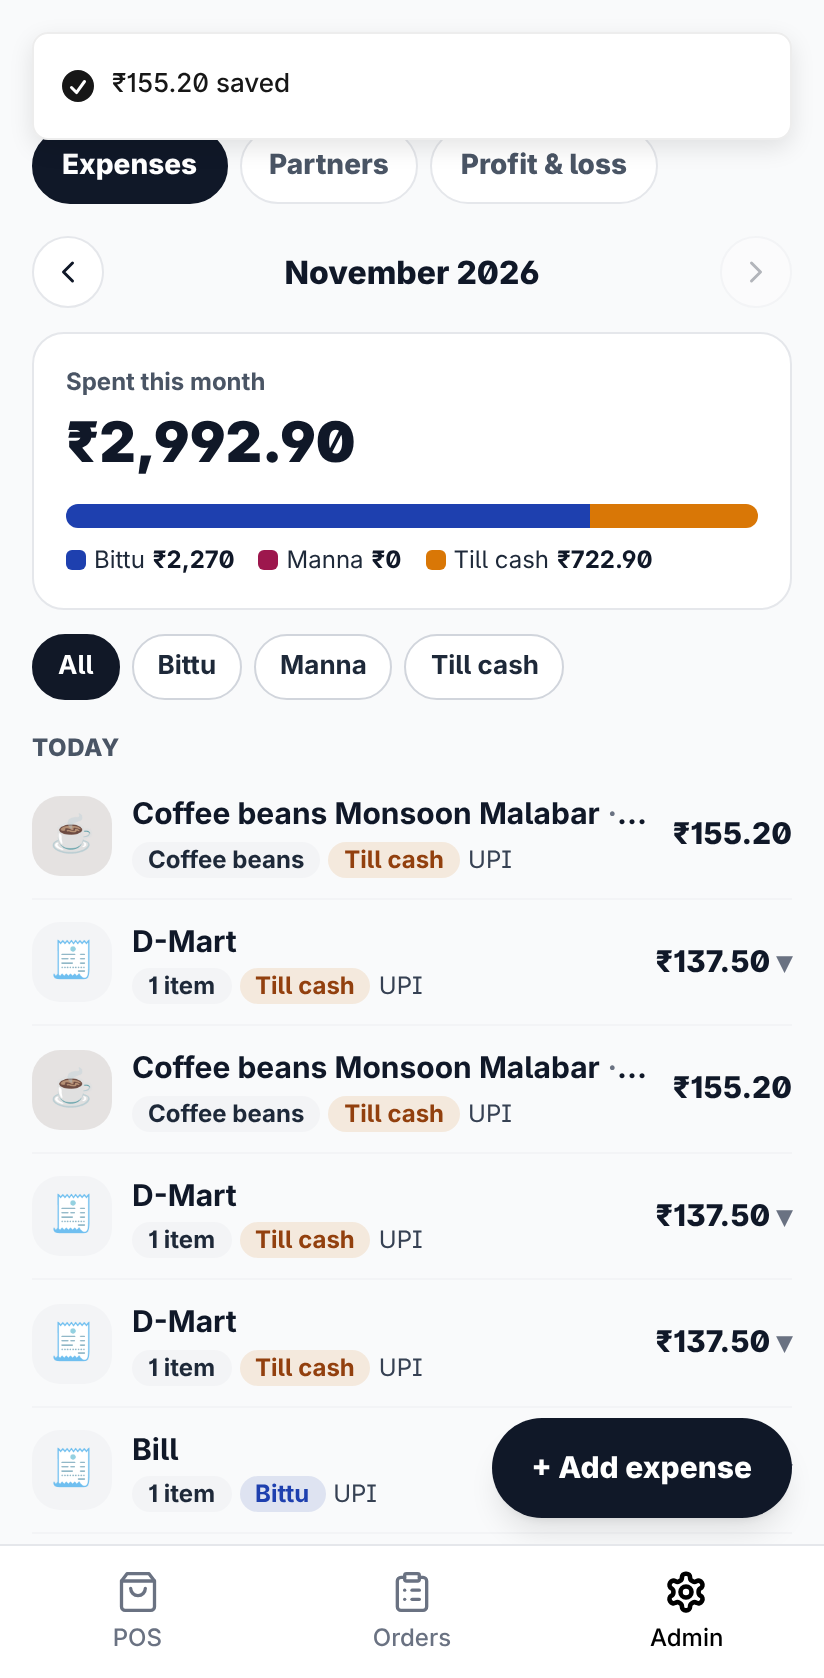 ₹155.20 saved
Expenses
Partners
Profit & loss
November 2026
Spent this month
₹2,992.90
Bittu ₹2,270 Manna ₹0 Till cash ₹722.90
All
Bittu
Manna
Till cash
TODAY
Coffee beans Monsoon Malabar ·...
₹155.20
Coffee beans Till cash UPI
D-Mart
₹137.50 ▾
1 item Till cash UPI
Coffee beans Monsoon Malabar ·...
₹155.20
Coffee beans Till cash UPI
D-Mart
₹137.50 ▾
1 item Till cash UPI
D-Mart
₹137.50 ▾
1 item Till cash UPI
Bill
1 item Bittu UPI
+ Add expense
POS
Orders
Admin